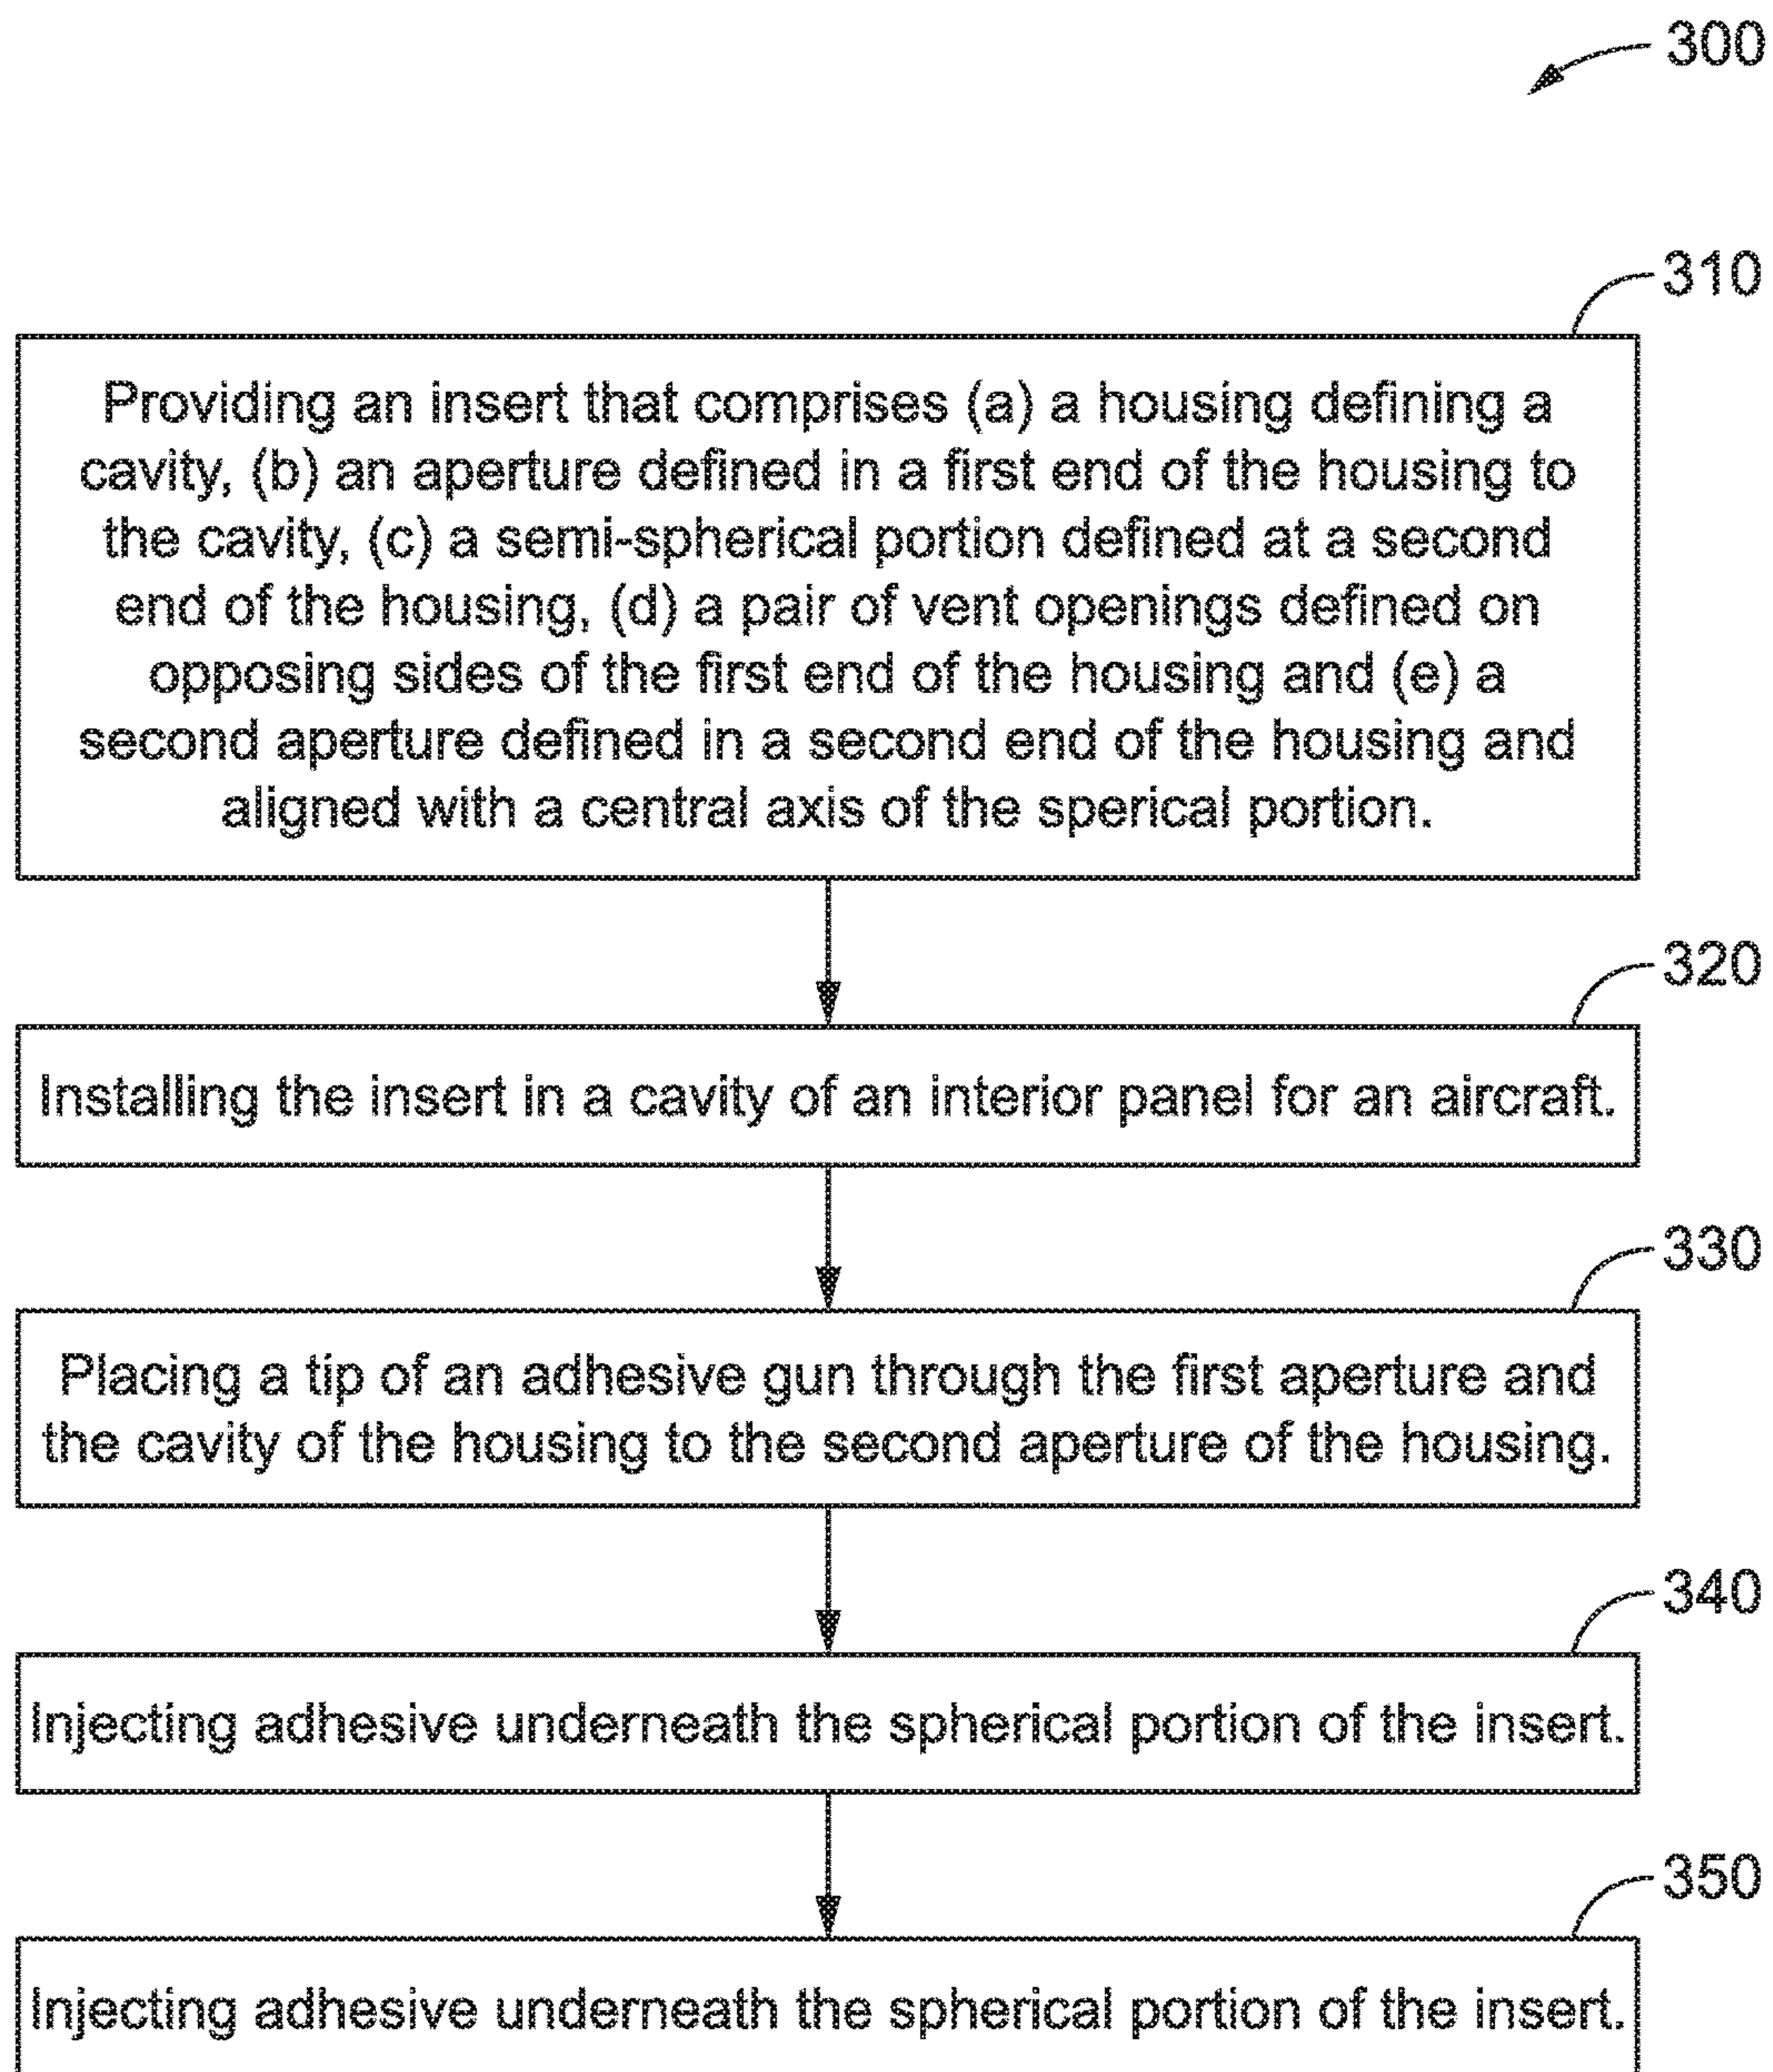 300
310
Providing an insert that comprises (a) a housing defining a
cavity, (b) an aperture defined in a first end of the housing to
the cavity, (c) a semi-spherical portion defined at a second
end of the housing, (d) a pair of vent openings defined on
opposing sides of the first end of the housing and (e) a
second aperture defined in a second end of the housing and
aligned with a central axis of the sperical portion.
320
Installing the insert in a cavity of an interior panel for an aircraft.
330
Placing a tip of an adhesive gun through the first aperture and
the cavity of the housing to the second aperture of the housing.
340
Injecting adhesive underneath the spherical portion of the insert.
350
Injecting adhesive underneath the spherical portion of the insert.